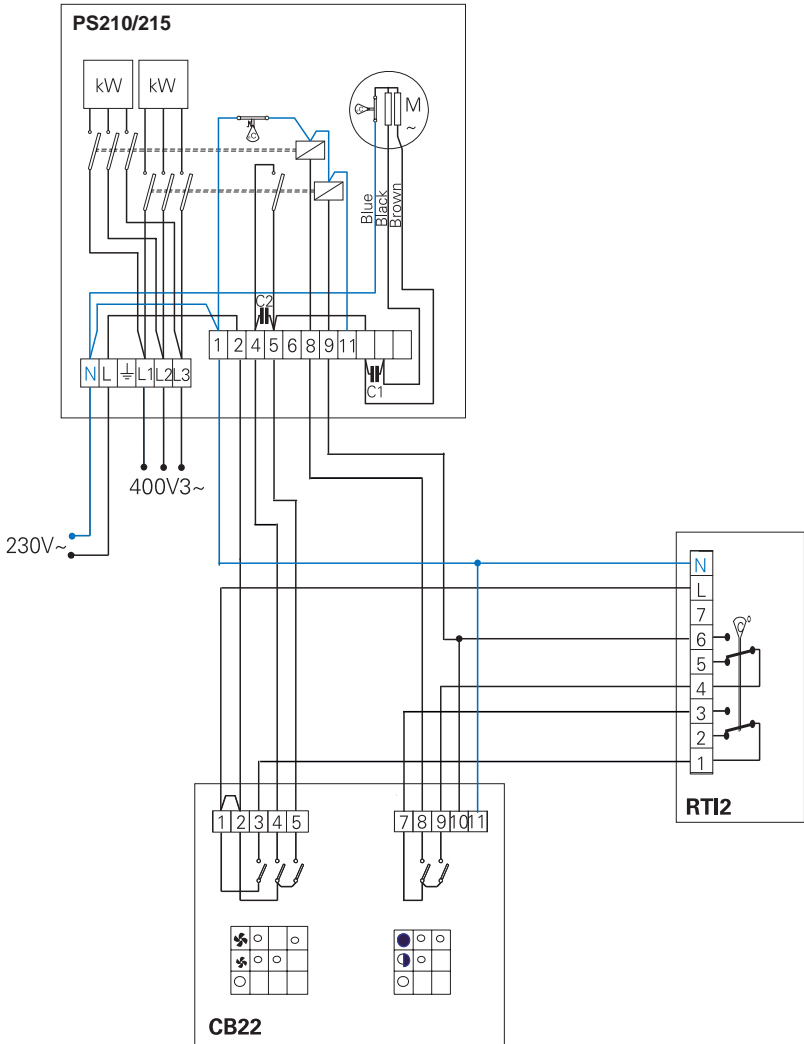 PS210/215
kW kW
M
~
Blue
Black
Brown
C2
1 2 4 5 6 8 9 11
N L L1 L2 L3
C1
400V3~
230V~
N
L
7
6
5
4
3
2
1
C°
RTI2
1 2 3 4 5
7 8 9 10 11
CB22